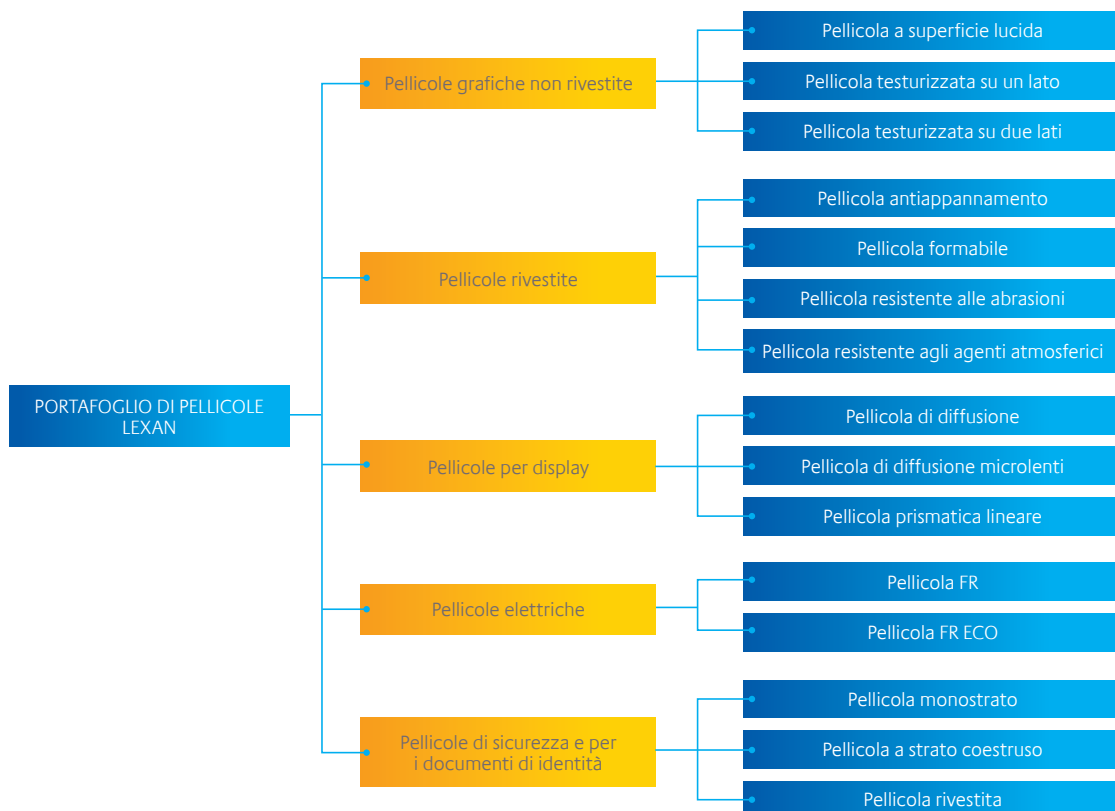 PORTAFOGLIO DI PELLICOLE
LEXAN
Pellicole grafiche non rivestite
Pellicola a superficie lucida
Pellicola testurizzata su un lato
Pellicola testurizzata su due lati
Pellicole rivestite
Pellicola antiappannamento
Pellicola formabile
Pellicola resistente alle abrasioni
Pellicola resistente agli agenti atmosferici
Pellicole per display
Pellicola di diffusione
Pellicola di diffusione microlenti
Pellicola prismatica lineare
Pellicole elettriche
Pellicola FR
Pellicola FR ECO
Pellicole di sicurezza e per
i documenti di identità
Pellicola monostrato
Pellicola a strato coestruso
Pellicola rivestita